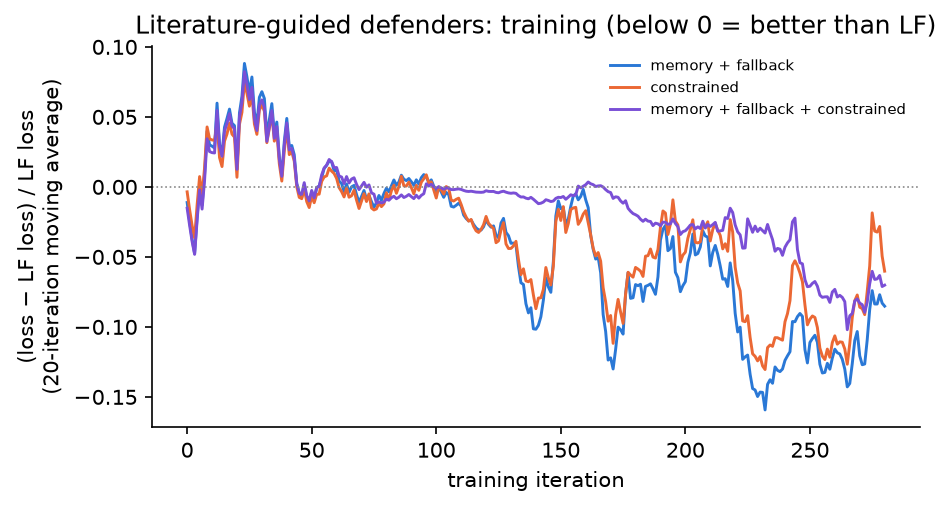 Literature-guided defenders: training (below 0 = better than LF)
(loss − LF loss) / LF loss
(20-iteration moving average)
0.10
0.05
0.00
−0.05
−0.10
−0.15
memory + fallback
constrained
memory + fallback + constrained
0 50 100 150 200 250
training iteration